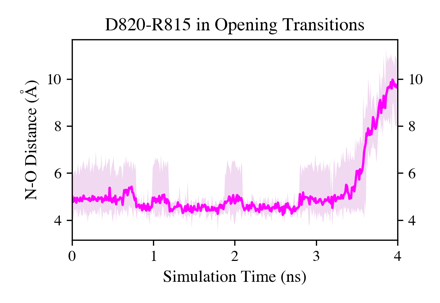 D820-R815 in Opening Transitions
N-O Distance (Å)
10
8
6
4
10
8
6
4
0 1 2 3 4
Simulation Time (ns)